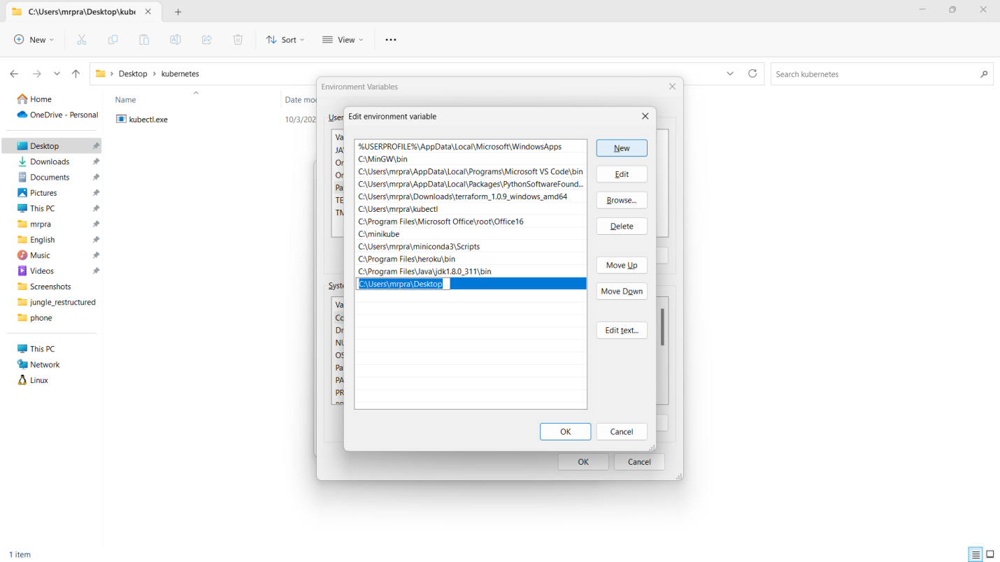 C:\Users\mrpra\Desktop\kube
New
Sort
View
Desktop
kubernetes
Search kubernetes
Home
OneDrive - Personal
Desktop
Downloads
Documents
Pictures
This PC
mrpra
English
Music
Videos
Screenshots
jungle_restructured
phone
This PC
Network
Linux
Name
Date mo
kubectl.exe
10/3/202
Environment Variables
User
Va
JA
Or
Or
Pa
TE
TM
Syste
Va
Co
Dr
NU
OS
Pa
PA
PR
OK
Cancel
Edit environment variable
%USERPROFILE%\AppData\Local\Microsoft\WindowsApps
C:\MinGW\bin
C:\Users\mrpra\AppData\Local\Programs\Microsoft VS Code\bin
C:\Users\mrpra\AppData\Local\Packages\PythonSoftwareFound...
C:\Users\mrpra\Downloads\terraform_1.0.9_windows_amd64
C:\Users\mrpra\kubectl
C:\Program Files\Microsoft Office\root\Office16
C:\minikube
C:\Users\mrpra\miniconda3\Scripts
C:\Program Files\heroku\bin
C:\Program Files\Java\jdk1.8.0_311\bin
C:\Users\mrpra\Desktop
New
Edit
Browse...
Delete
Move Up
Move Down
Edit text...
OK
Cancel
1 item